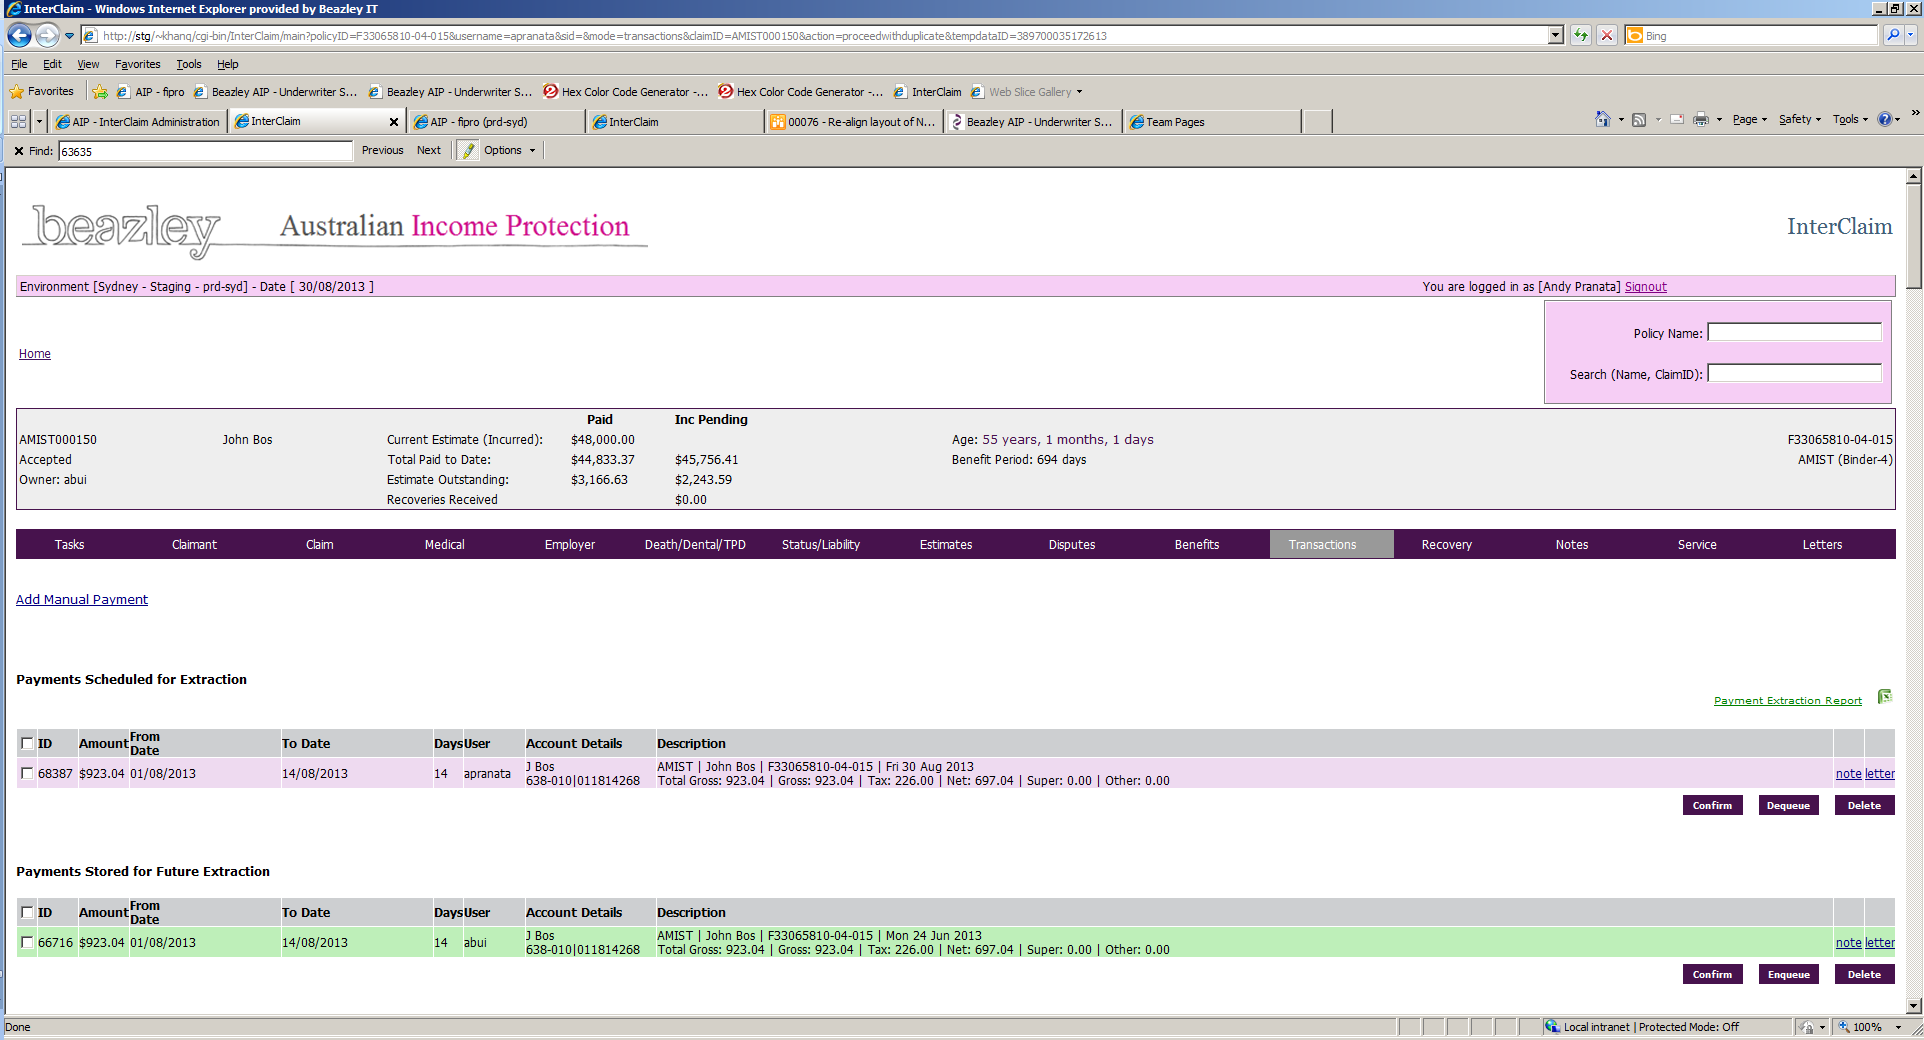 InterClaim - Windows Internet Explorer provided by Beazley IT
http://stg/~khanq/cgi-bin/InterClaim/main?policyID=F33065810-04-015&username=apranata&sid=&mode=transactions&claimID=AMIST000150&action=proceedwithduplicate&tempdataID=389700035172613
Bing
File Edit View Favorites Tools Help
Favorites AIP - fipro Beazley AIP - Underwriter S... Beazley AIP - Underwriter S... Hex Color Code Generator -... Hex Color Code Generator -... InterClaim Web Slice Gallery
AIP - InterClaim Administration InterClaim AIP - fipro (prd-syd) InterClaim 00076 - Re-align layout of N... Beazley AIP - Underwriter S... Team Pages Page Safety Tools
Find: 63635 Previous Next Options
beazley Australian Income Protection InterClaim
Environment [Sydney - Staging - prd-syd] - Date [ 30/08/2013 ] You are logged in as [Andy Pranata] Signout
Policy Name:
Home
Search (Name, ClaimID):
Paid Inc Pending
AMIST000150 John Bos Current Estimate (Incurred): $48,000.00 Age: 55 years, 1 months, 1 days F33065810-04-015
Accepted Total Paid to Date: $44,833.37 $45,756.41 Benefit Period: 694 days AMIST (Binder-4)
Owner: abui Estimate Outstanding: $3,166.63 $2,243.59
Recoveries Received $0.00
Tasks Claimant Claim Medical Employer Death/Dental/TPD Status/Liability Estimates Disputes Benefits Transactions Recovery Notes Service Letters
Add Manual Payment
Payments Scheduled for Extraction
Payment Extraction Report
ID Amount From Date To Date Days User Account Details Description
68387 $923.04 01/08/2013 14/08/2013 14 apranata J Bos 638-010|011814268 AMIST | John Bos | F33065810-04-015 | Fri 30 Aug 2013
Total Gross: 923.04 | Gross: 923.04 | Tax: 226.00 | Net: 697.04 | Super: 0.00 | Other: 0.00 note letter
Confirm Dequeue Delete
Payments Stored for Future Extraction
ID Amount From Date To Date Days User Account Details Description
66716 $923.04 01/08/2013 14/08/2013 14 abui J Bos 638-010|011814268 AMIST | John Bos | F33065810-04-015 | Mon 24 Jun 2013
Total Gross: 923.04 | Gross: 923.04 | Tax: 226.00 | Net: 697.04 | Super: 0.00 | Other: 0.00 note letter
Confirm Enqueue Delete
Done Local intranet | Protected Mode: Off 100%